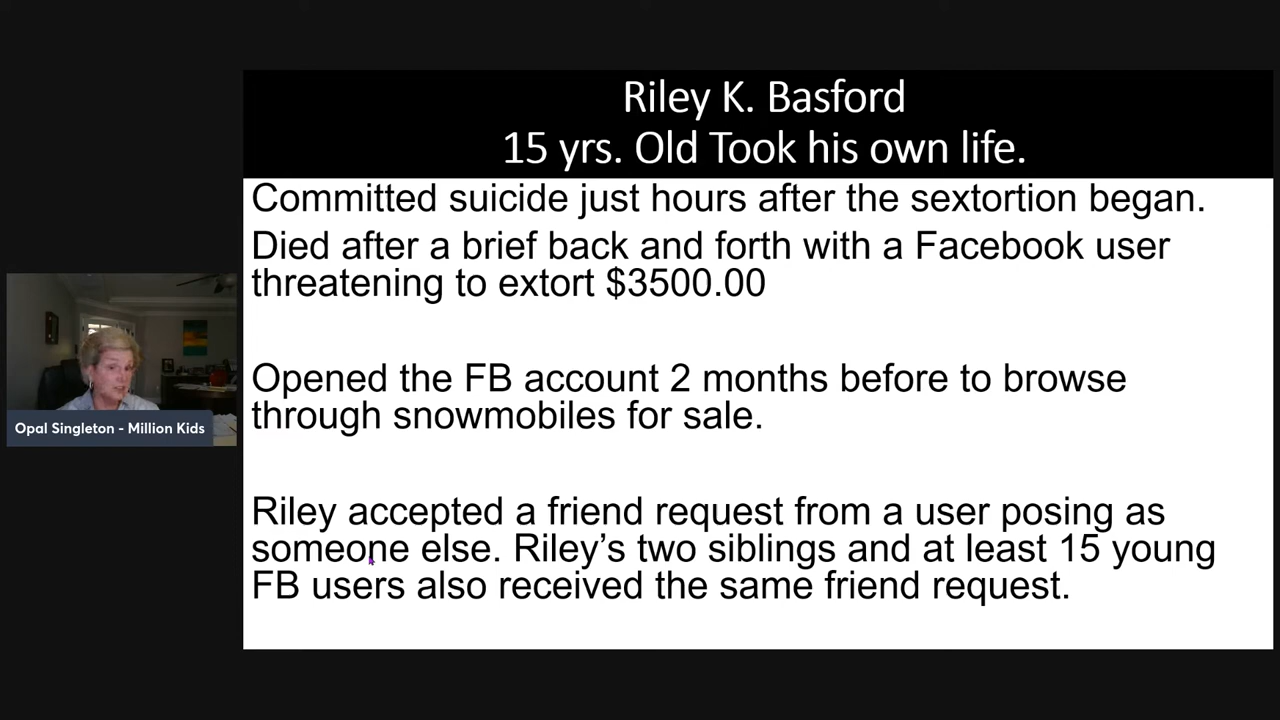 Riley K. Basford
15 yrs. Old Took his own life.
Committed suicide just hours after the sextortion began.
Died after a brief back and forth with a Facebook user
threatening to extort $3500.00
Opened the FB account 2 months before to browse
through snowmobiles for sale.
Riley accepted a friend request from a user posing as
someone else. Riley’s two siblings and at least 15 young
FB users also received the same friend request.
Opal Singleton - Million Kids